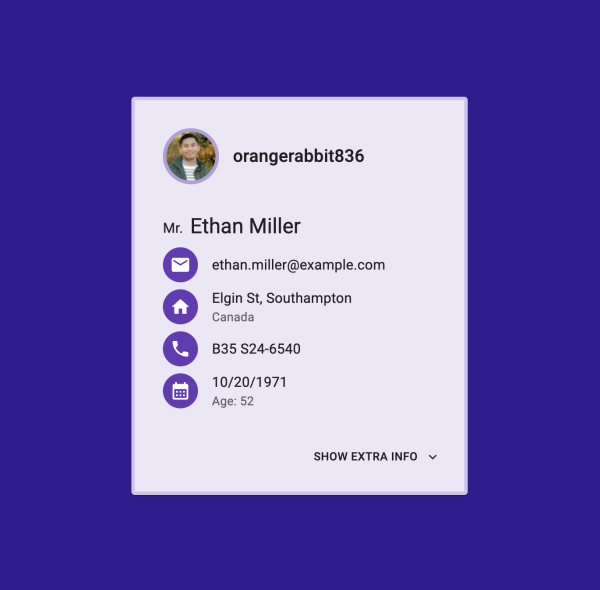 orangerabbit836
Mr. Ethan Miller
ethan.miller@example.com
Elgin St, Southampton
Canada
B35 S24-6540
10/20/1971
Age: 52
SHOW EXTRA INFO